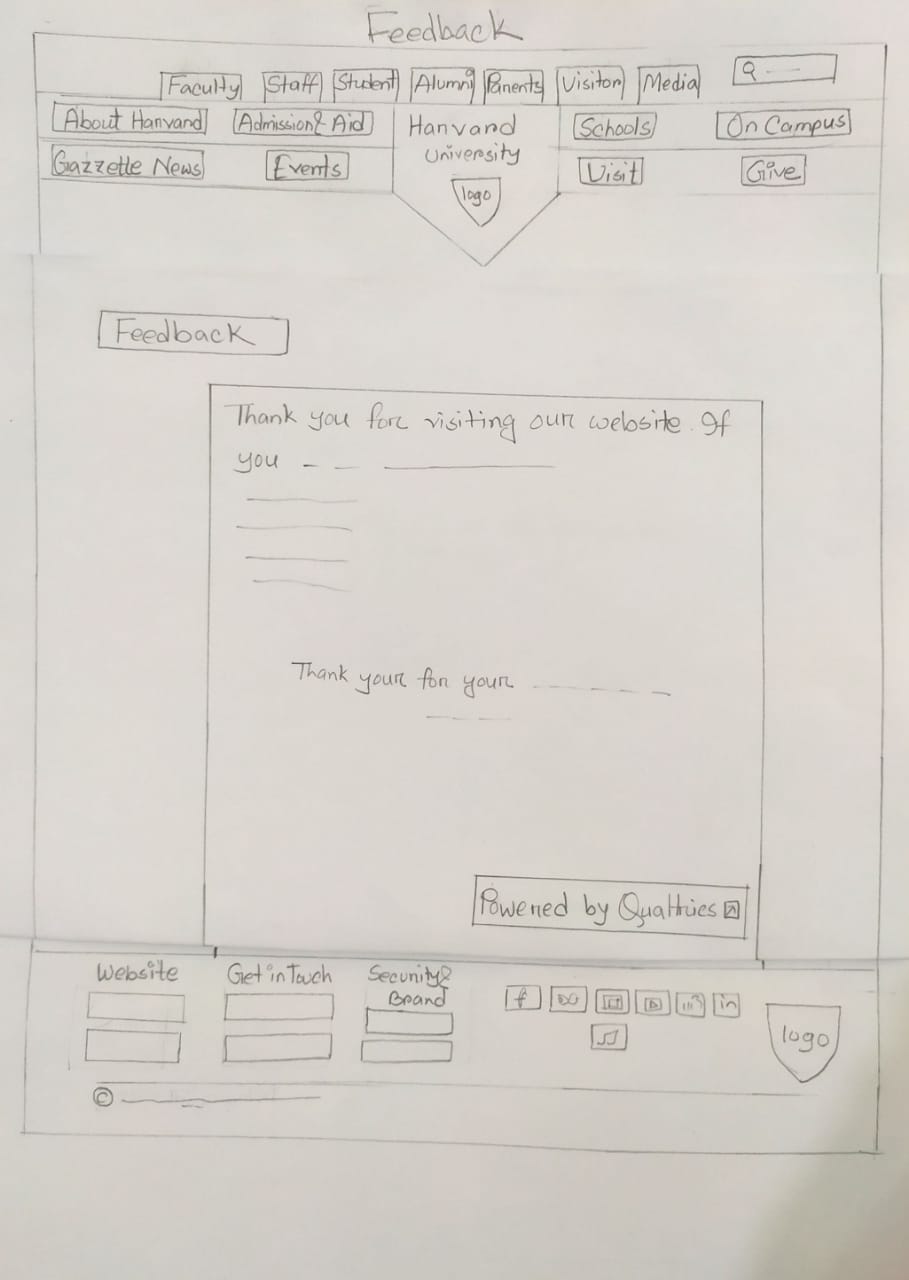 Feedback
Faculty Staff Student Alumni Parents Visitor Media
About Harvard Admission & Aid Harvard University Schools On Campus
Gazzette News Events logo Visit Give
Feedback
Thank you for visiting our website. If
you
Thank your for your
Powered by Qualtrics
Website Get in Touch Security & Brand
f in
logo
©